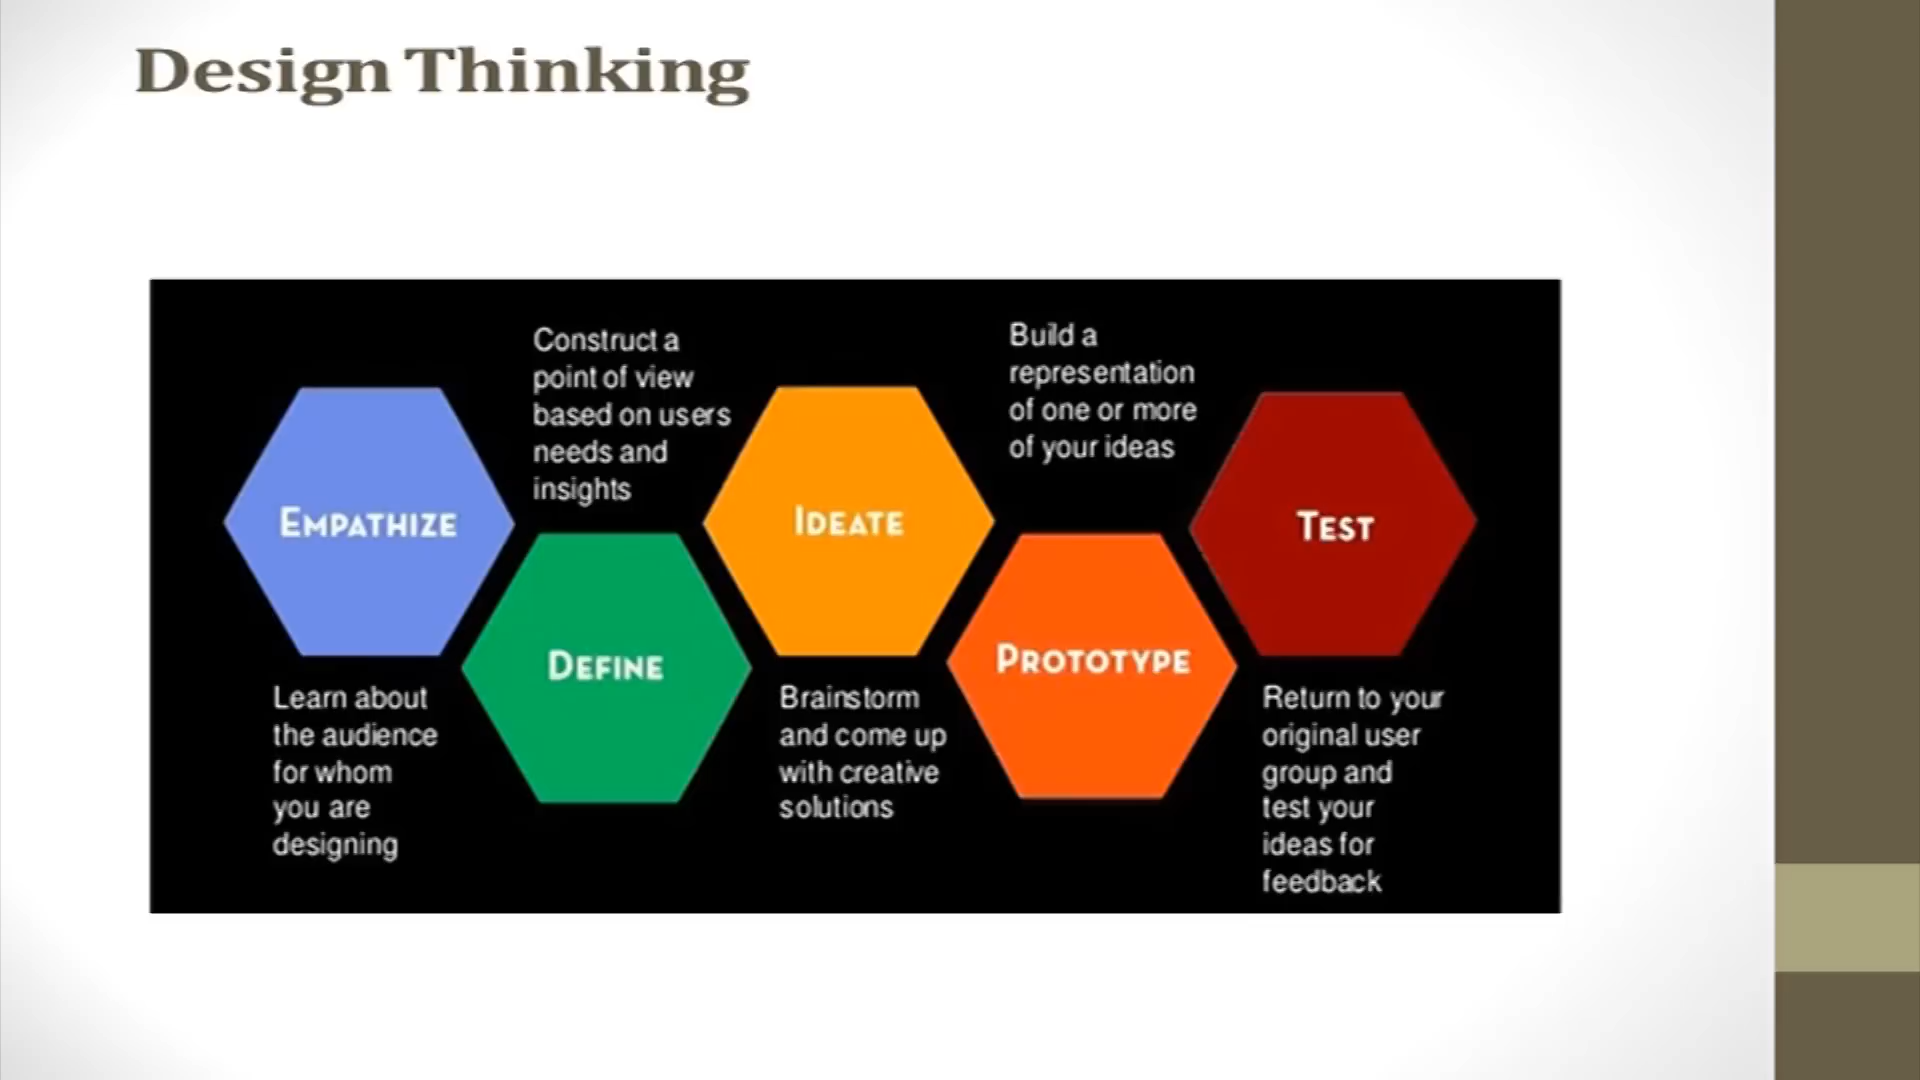 Design Thinking
EMPATHIZE
Learn about
the audience
for whom
you are
designing
Construct a
point of view
based on users
needs and
insights
DEFINE
IDEATE
Brainstorm
and come up
with creative
solutions
Build a
representation
of one or more
of your ideas
PROTOTYPE
TEST
Return to your
original user
group and
test your
ideas for
feedback